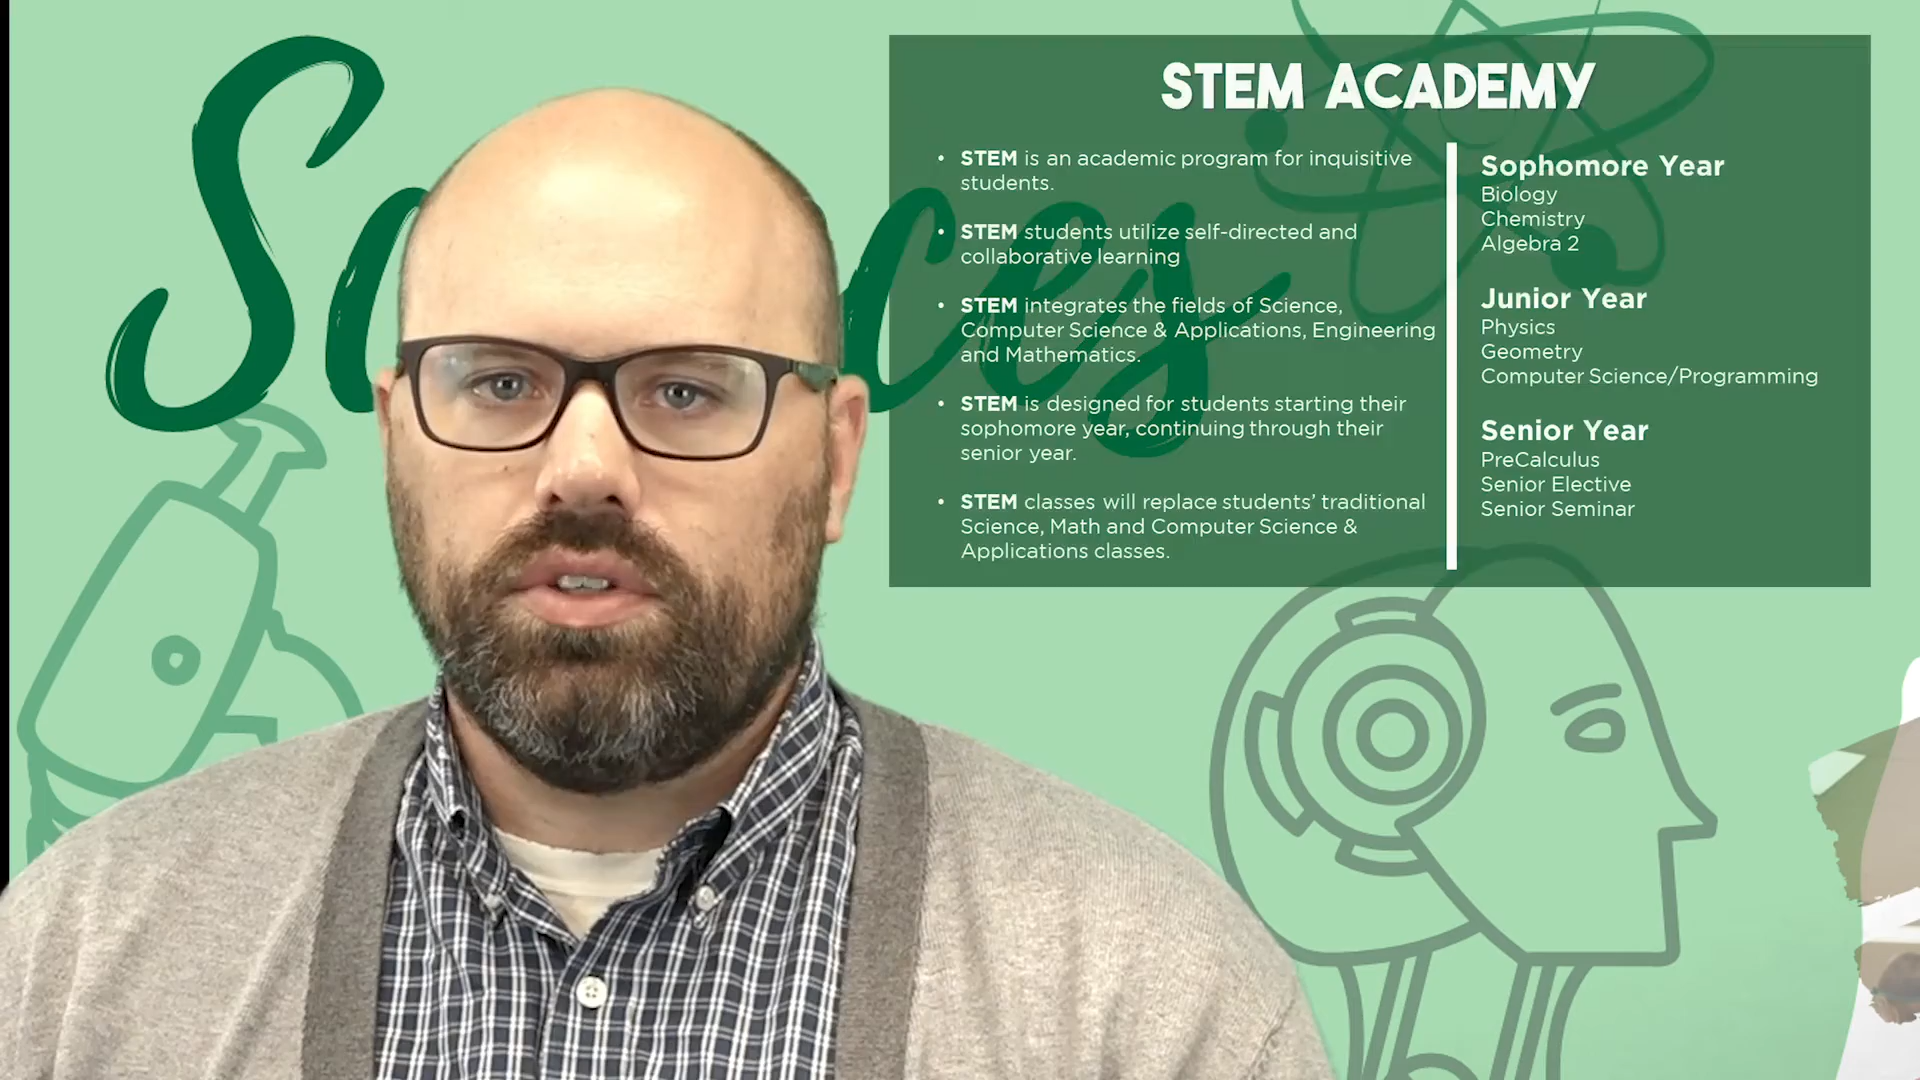 STEM ACADEMY
• STEM is an academic program for inquisitive
students.
• STEM students utilize self-directed and
collaborative learning
• STEM integrates the fields of Science,
Computer Science & Applications, Engineering
and Mathematics.
• STEM is designed for students starting their
sophomore year, continuing through their
senior year.
• STEM classes will replace students’ traditional
Science, Math and Computer Science &
Applications classes.
Sophomore Year
Biology
Chemistry
Algebra 2
Junior Year
Physics
Geometry
Computer Science/Programming
Senior Year
PreCalculus
Senior Elective
Senior Seminar